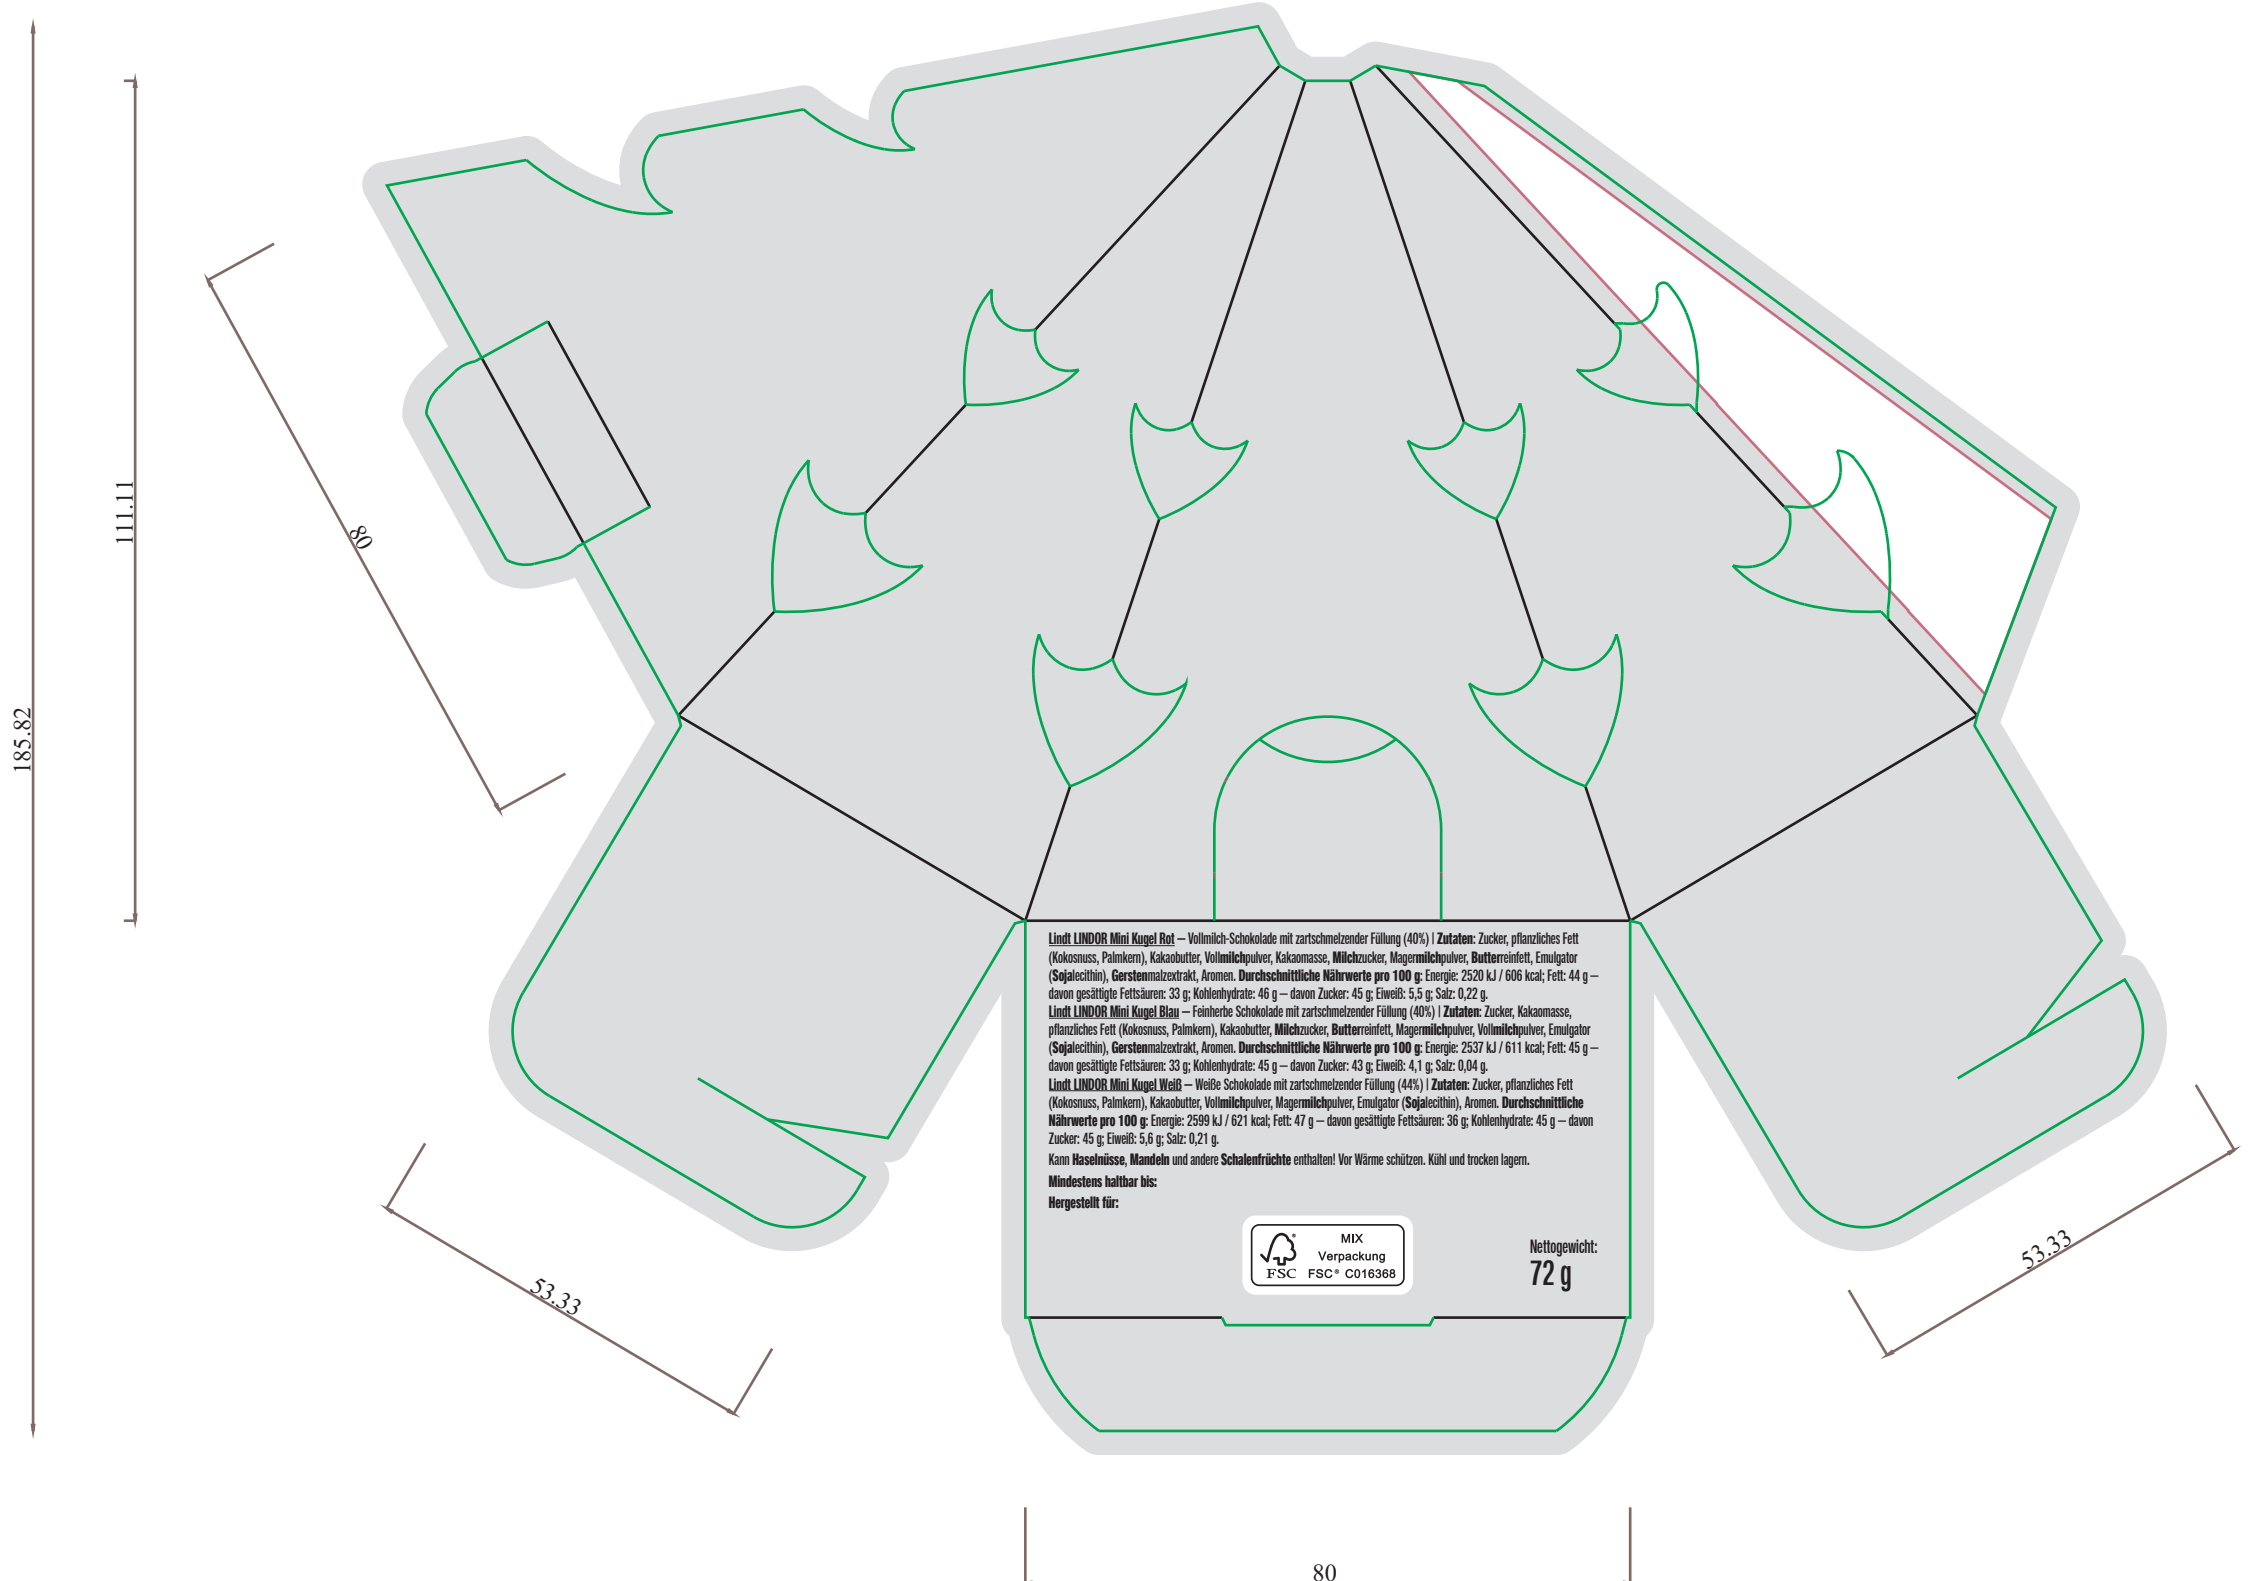 111.11
80
185.82
Lindt LINDOR Mini Kugel Rot – Vollmilch-Schokolade mit zartschmelzender Füllung (40%) | Zutaten: Zucker, pflanzliches Fett
(Kokosnuss, Palmkern), Kakaobutter, Vollmilchpulver, Kakaomasse, Milchzucker, Magermilchpulver, Butterreinfett, Emulgator
(Sojalecithin), Gerstenmalzextrakt, Aromen. Durchschnittliche Nährwerte pro 100 g: Energie: 2520 kJ / 606 kcal; Fett: 44 g –
davon gesättigte Fettsäuren: 33 g; Kohlenhydrate: 46 g – davon Zucker: 45 g; Eiweiß: 5,5 g; Salz: 0,22 g.
Lindt LINDOR Mini Kugel Blau – Feinherbe Schokolade mit zartschmelzender Füllung (40%) | Zutaten: Zucker, Kakaomasse,
pflanzliches Fett (Kokosnuss, Palmkern), Kakaobutter, Milchzucker, Butterreinfett, Magermilchpulver, Vollmilchpulver, Emulgator
(Sojalecithin), Gerstenmalzextrakt, Aromen. Durchschnittliche Nährwerte pro 100 g: Energie: 2537 kJ / 611 kcal; Fett: 45 g –
davon gesättigte Fettsäuren: 33 g; Kohlenhydrate: 45 g – davon Zucker: 43 g; Eiweiß: 4,1 g; Salz: 0,04 g.
Lindt LINDOR Mini Kugel Weiß – Weiße Schokolade mit zartschmelzender Füllung (44%) | Zutaten: Zucker, pflanzliches Fett
(Kokosnuss, Palmkern), Kakaobutter, Vollmilchpulver, Magermilchpulver, Emulgator (Sojalecithin), Aromen. Durchschnittliche
Nährwerte pro 100 g: Energie: 2599 kJ / 621 kcal; Fett: 47 g – davon gesättigte Fettsäuren: 36 g; Kohlenhydrate: 45 g – davon
Zucker: 45 g; Eiweiß: 5,6 g; Salz: 0,21 g.
Kann Haselnüsse, Mandeln und andere Schalenfrüchte enthalten! Vor Wärme schützen. Kühl und trocken lagern.
Mindestens haltbar bis:
Hergestellt für:
MIX
Verpackung
FSC
FSC® C016368
Nettogewicht:
72 g
53.33
53.33
80